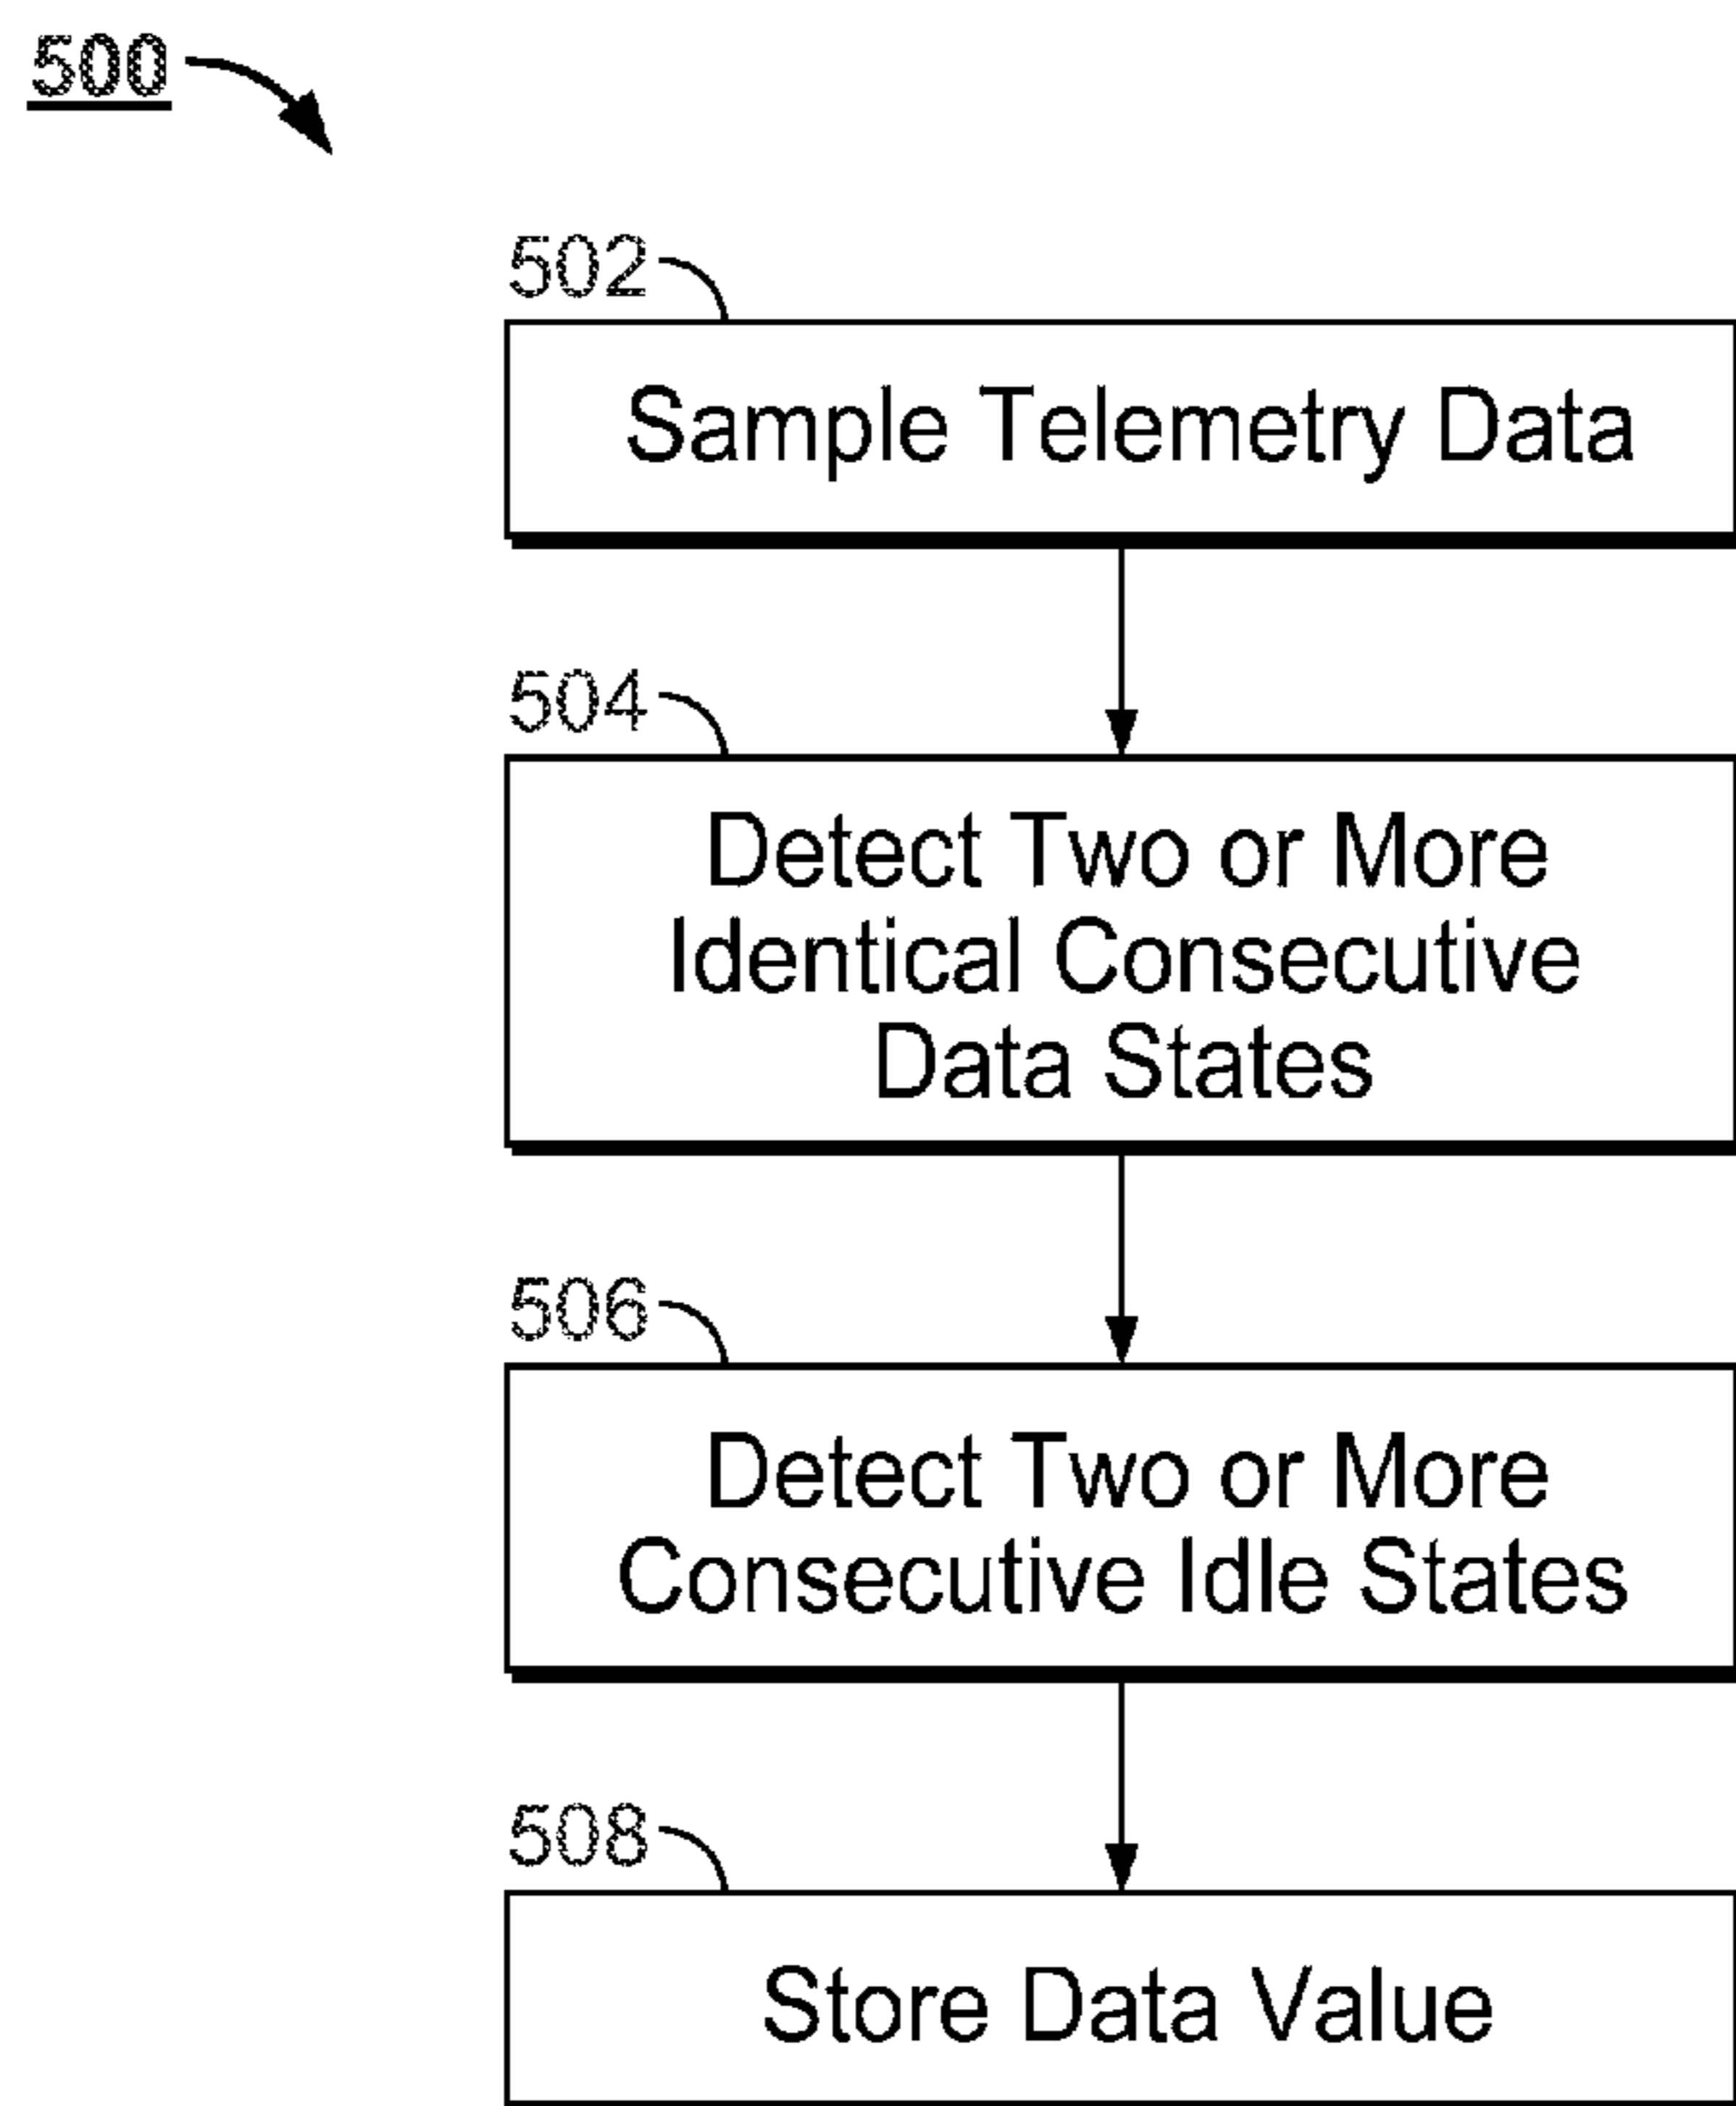 500
502
Sample Telemetry Data
504
Detect Two or More
Identical Consecutive
Data States
506
Detect Two or More
Consecutive Idle States
508
Store Data Value